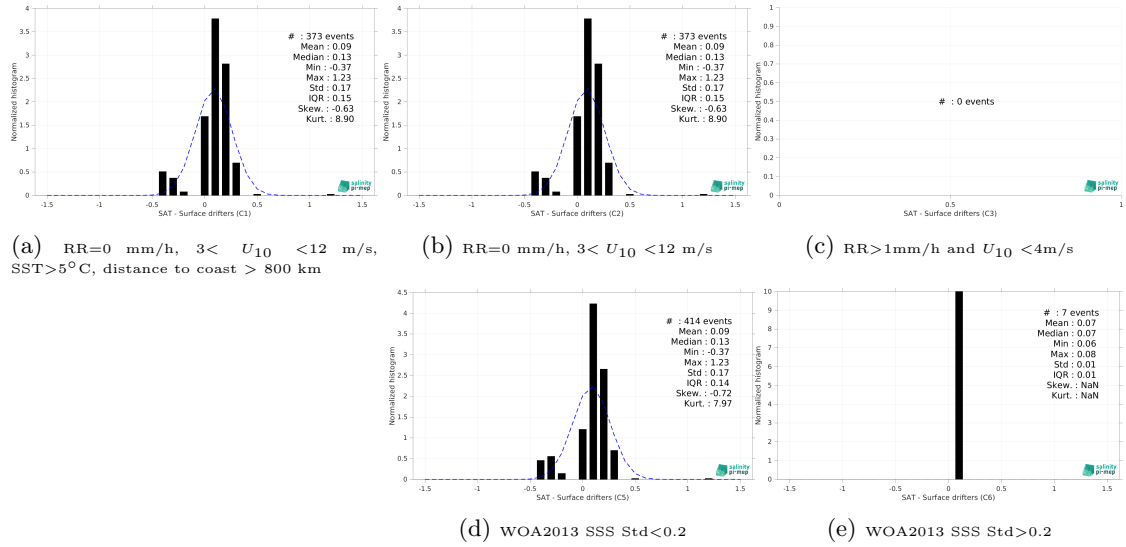 4
3.5
3
2.5
2
1.5
1
0.5
0
Normalized histogram
# : 373 events
Mean : 0.09
Median : 0.13
Min : -0.37
Max : 1.23
Std : 0.17
IQR : 0.15
Skew. : -0.63
Kurt. : 8.90
salinity
pi-mep
-1.5 -1 -0.5 0 0.5 1 1.5
SAT - Surface drifters (C1)
(a) RR=0 mm/h, 3< U10 <12 m/s,
SST>5°C, distance to coast > 800 km
4
3.5
3
2.5
2
1.5
1
0.5
0
Normalized histogram
# : 373 events
Mean : 0.09
Median : 0.13
Min : -0.37
Max : 1.23
Std : 0.17
IQR : 0.15
Skew. : -0.63
Kurt. : 8.90
salinity
pi-mep
-1.5 -1 -0.5 0 0.5 1 1.5
SAT - Surface drifters (C2)
(b) RR=0 mm/h, 3< U10 <12 m/s
1
0.9
0.8
0.7
0.6
0.5
0.4
0.3
0.2
0.1
0
Normalized histogram
# : 0 events
salinity
pi-mep
0 0.5 1
SAT - Surface drifters (C3)
(c) RR>1mm/h and U10 <4m/s
4.5
4
3.5
3
2.5
2
1.5
1
0.5
0
Normalized histogram
# : 414 events
Mean : 0.09
Median : 0.13
Min : -0.37
Max : 1.23
Std : 0.17
IQR : 0.14
Skew. : -0.72
Kurt. : 7.97
salinity
pi-mep
-1.5 -1 -0.5 0 0.5 1 1.5
SAT - Surface drifters (C5)
(d) WOA2013 SSS Std<0.2
10
9
8
7
6
5
4
3
2
1
0
Normalized histogram
# : 7 events
Mean : 0.07
Median : 0.07
Min : 0.06
Max : 0.08
Std : 0.01
IQR : 0.01
Skew. : NaN
Kurt. : NaN
salinity
pi-mep
-1.5 -1 -0.5 0 0.5 1 1.5
SAT - Surface drifters (C6)
(e) WOA2013 SSS Std>0.2